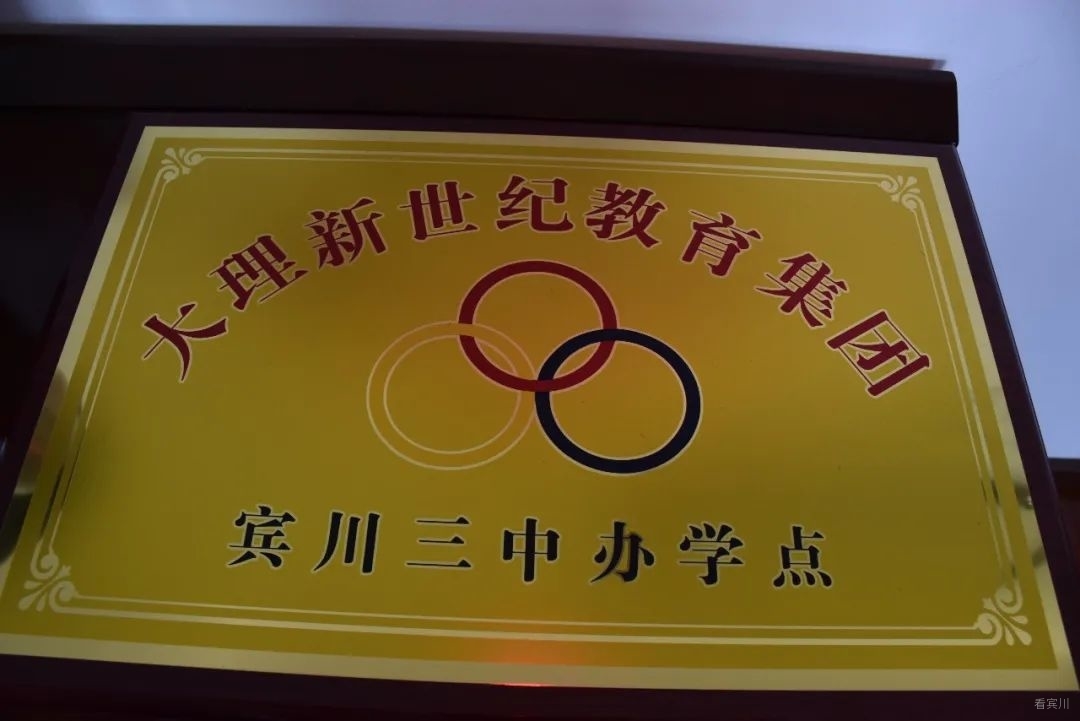 大理新世纪教育集团
宾川三中办学点
看宾川